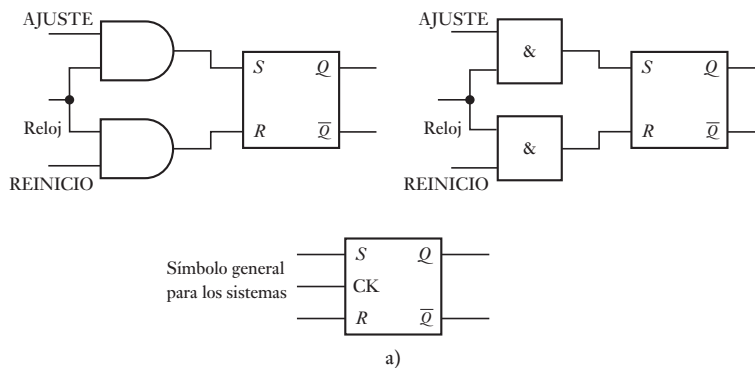 AJUSTE
S Q
Reloj
R Q̅
REINICIO
AJUSTE
&
S Q
Reloj
&
R Q̅
REINICIO
Símbolo general
para los sistemas
S Q
CK
R Q̅
a)